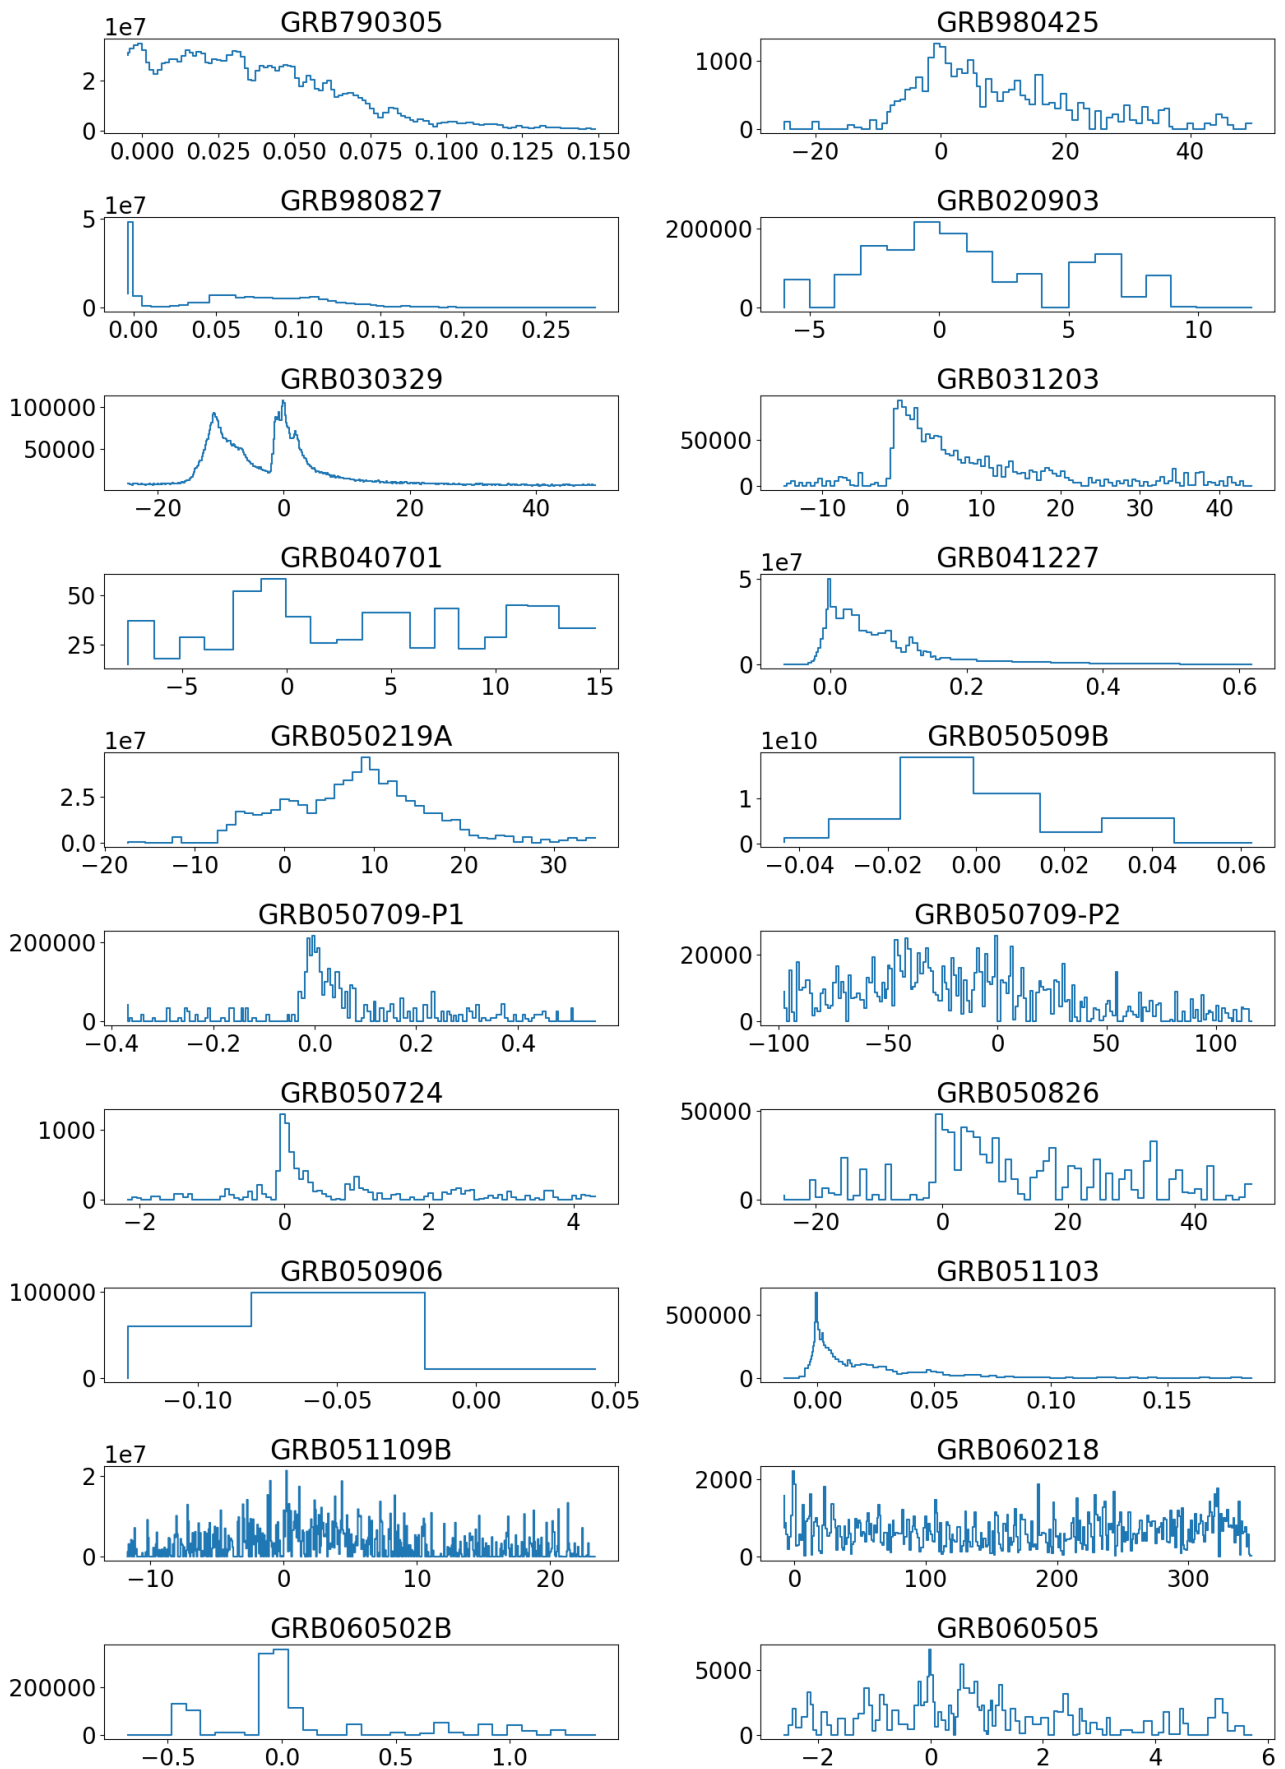 GRB790305 GRB980425
1e7
2
0
0.000 0.025 0.050 0.075 0.100 0.125 0.150
1000
0
−20 0 20 40
GRB980827 GRB020903
1e7
5
0
0.00 0.05 0.10 0.15 0.20 0.25
200000
0
−5 0 5 10
GRB030329 GRB031203
100000
50000
−20 0 20 40
50000
0
−10 0 10 20 30 40
GRB040701 GRB041227
50
25
−5 0 5 10 15
1e7
5
0
0.0 0.2 0.4 0.6
GRB050219A GRB050509B
1e7
2.5
0.0
−20 −10 0 10 20 30
1e10
1
0
−0.04 −0.02 0.00 0.02 0.04 0.06
GRB050709-P1 GRB050709-P2
200000
0
−0.4 −0.2 0.0 0.2 0.4
20000
0
−100 −50 0 50 100
GRB050724 GRB050826
1000
0
−2 0 2 4
50000
0
−20 0 20 40
GRB050906 GRB051103
100000
0
−0.10 −0.05 0.00 0.05
500000
0
0.00 0.05 0.10 0.15
GRB051109B GRB060218
1e7
2
0
−10 0 10 20
2000
0
0 100 200 300
GRB060502B GRB060505
200000
0
−0.5 0.0 0.5 1.0
5000
0
−2 0 2 4 6